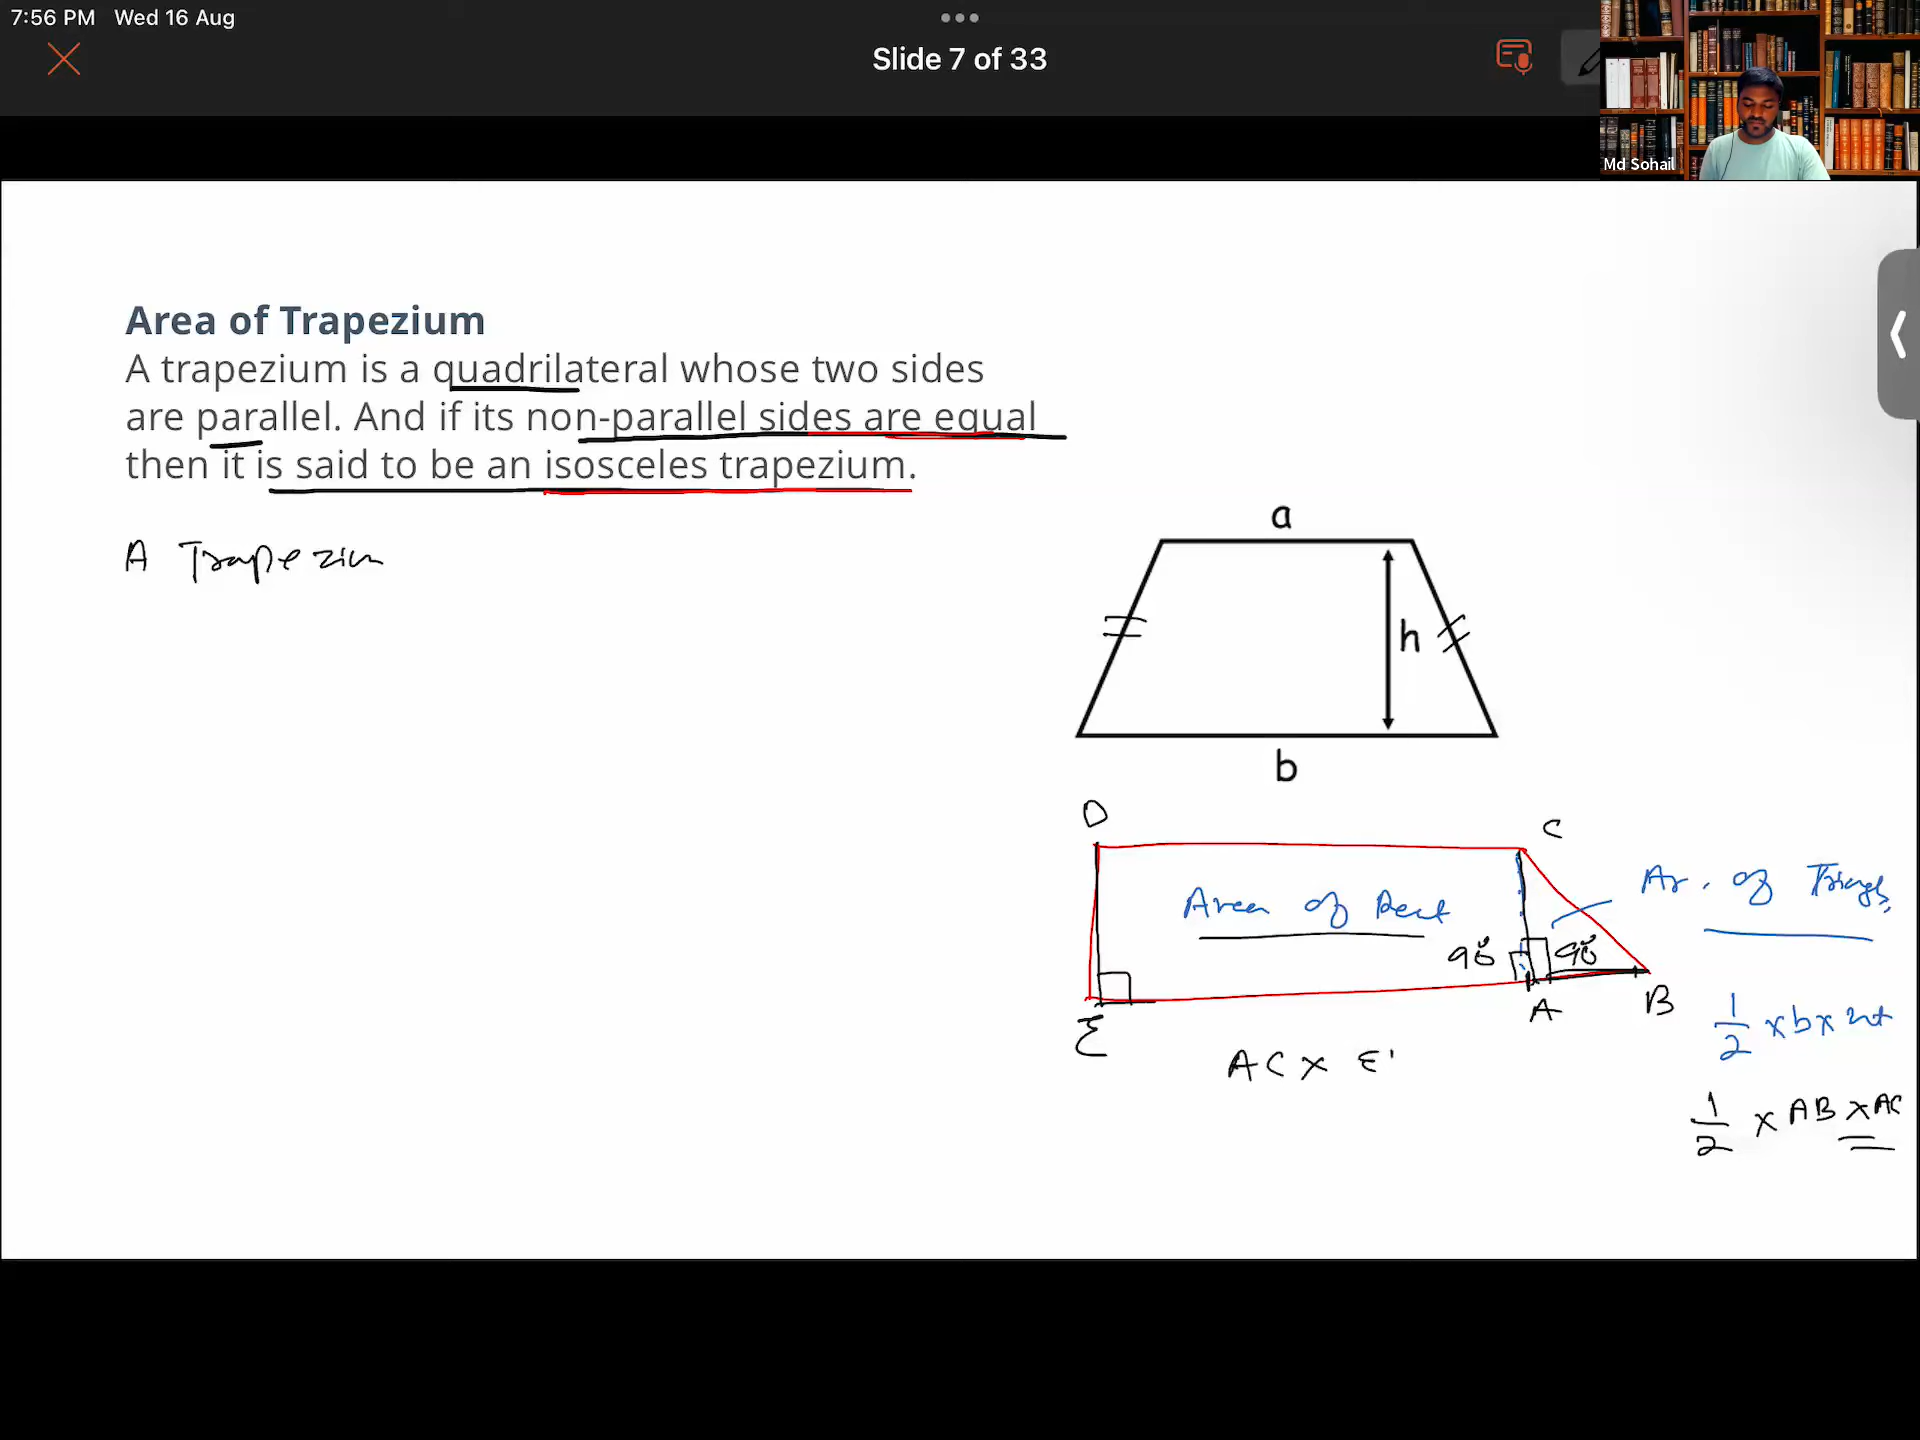 7:56 PM Wed 16 Aug
Slide 7 of 33
Md Sohail
Area of Trapezium
A trapezium is a quadrilateral whose two sides
are parallel. And if its non-parallel sides are equal
then it is said to be an isosceles trapezium.
A Trapezium
a
h
b
D
C
Area of Rect
Ar. of Triangle
90°
90°
E
A
B
1/2 x b x ht
AC x E
1/2 x AB x AC